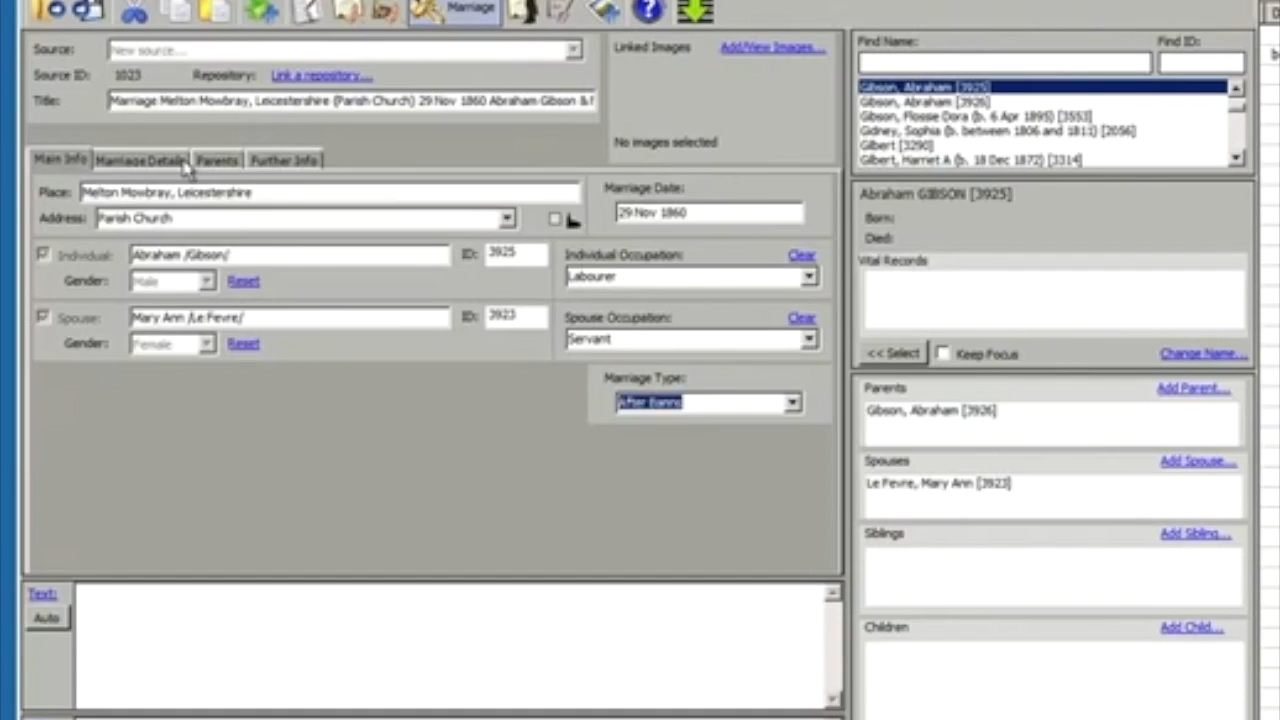 Marriage
Source: New source...
Source ID: 1023 Repository: Link a repository...
Title: Marriage Melton Mowbray, Leicestershire (Parish Church) 29 Nov 1860 Abraham Gibson &
Linked Images Add/View Images...
No images selected
Main Info Marriage Details Parents Further Info
Place: Melton Mowbray, Leicestershire
Address: Parish Church
Marriage Date:
29 Nov 1860
Individual: Abraham /Gibson/ ID: 3925
Gender: Male Reset
Individual Occupation: Clear
Labourer
Spouse: Mary Ann /Le Fevre/ ID: 3923
Gender: Female Reset
Spouse Occupation: Clear
Servant
Marriage Type:
After Banns
Text:
Auto
Find Name: Find ID:
Gibson, Abraham [3925]
Gibson, Abraham [3926]
Gibson, Flosse Dora (b. 6 Apr 1895) [3553]
Gidney, Sophia (b. between 1806 and 1811) [2056]
Gilbert [3290]
Gilbert, Harriet A (b. 18 Dec 1872) [3314]
Abraham GIBSON [3925]
Born:
Died:
Vital Records
<< Select Keep Focus Change Name...
Parents Add Parent...
Gibson, Abraham [3926]
Spouses Add Spouse...
Le Fevre, Mary Ann [3923]
Siblings Add Sibling...
Children Add Child...